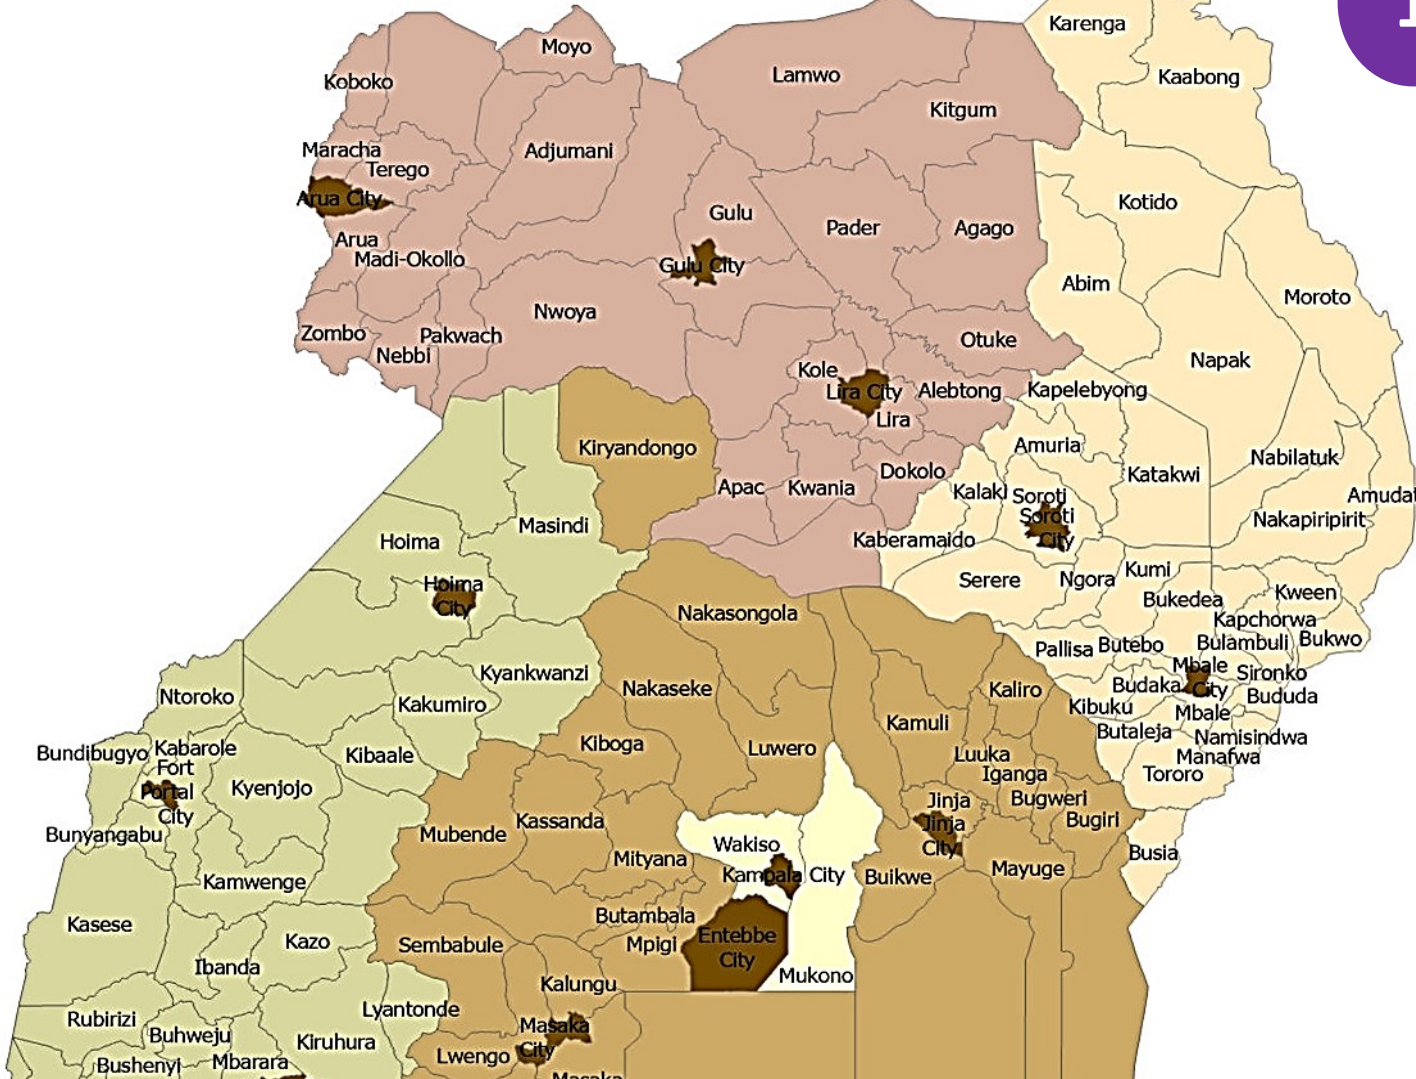 Karenga
Moyo
Lamwo
Kaabong
Koboko
Kitgum
Maracha
Adjumani
Terego
Arua City
Kotido
Gulu
Pader
Agago
Arua
Madi-Okollo
Gulu City
Abim
Moroto
Nwoya
Zombo
Pakwach
Nebbi
Otuke
Napak
Kole
Lira City
Alebtong
Kapelebyong
Lira
Kiryandongo
Amuria
Dokolo
Nabilatuk
Apac
Kwania
Katakwi
Kalaki
Soroti
Amudat
Soroti
City
Nakapiripirit
Masindi
Hoima
Kaberamaido
Hoima
City
Serere
Ngora
Kumi
Bukedea
Kween
Nakasongola
Kapchorwa
Bulambuli
Bukwo
Pallisa
Butebo
Mbale
City
Sironko
Kyankwanzi
Nakaseke
Kaliro
Budaka
Bududa
Ntoroko
Kakumiro
Kibuku
Mbale
Kamuli
Butaleja
Namisindwa
Bundibugyo
Kabarole
Kibaale
Kiboga
Luwero
Luuka
Manafwa
Fort
Portal
City
Kyenjojo
Iganga
Tororo
Jinja
Bugweri
Jinja
City
Bugiri
Bunyangabu
Mubende
Kassanda
Wakiso
Busia
Mityana
Kampala City
Buikwe
Mayuge
Kamwenge
Kasese
Butambala
Kazo
Sembabule
Mpigi
Entebbe
City
Ibanda
Mukono
Kalungu
Lyantonde
Rubirizi
Buhweju
Kiruhura
Masaka
City
Bushenyi
Mbarara
Lwengo
Masaka